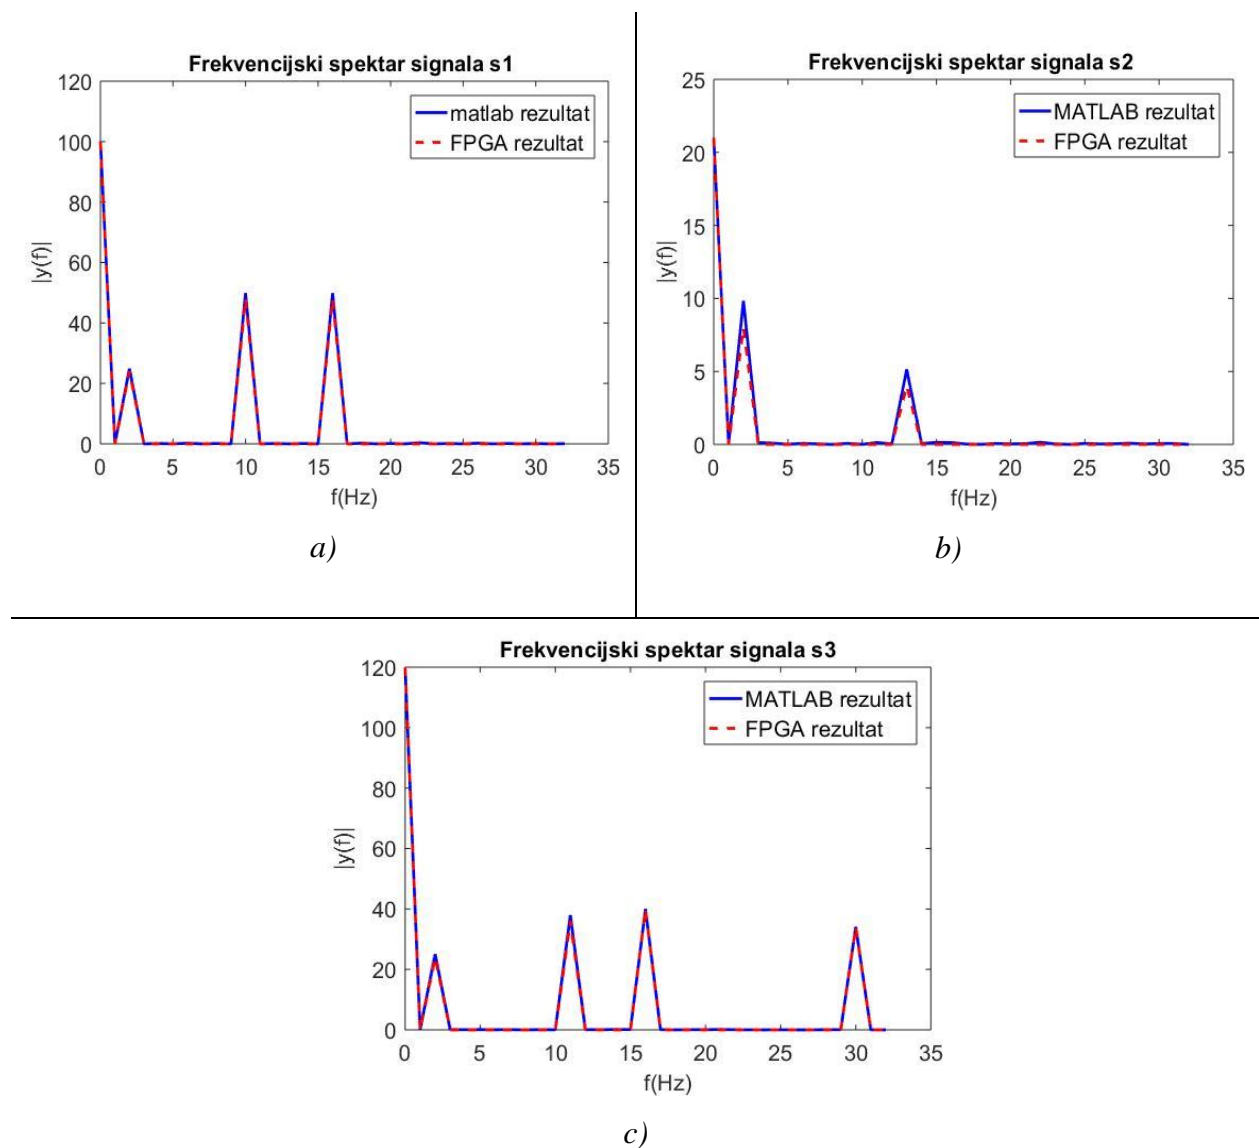 Frekvencijski spektar signala s1
120
100
80
60
40
20
0
|y(f)|
matlab rezultat
FPGA rezultat
0 5 10 15 20 25 30 35
f(Hz)
a)
Frekvencijski spektar signala s2
25
20
15
10
5
0
|y(f)|
MATLAB rezultat
FPGA rezultat
0 5 10 15 20 25 30 35
f(Hz)
b)
Frekvencijski spektar signala s3
120
100
80
60
40
20
0
|y(f)|
MATLAB rezultat
FPGA rezultat
0 5 10 15 20 25 30 35
f(Hz)
c)